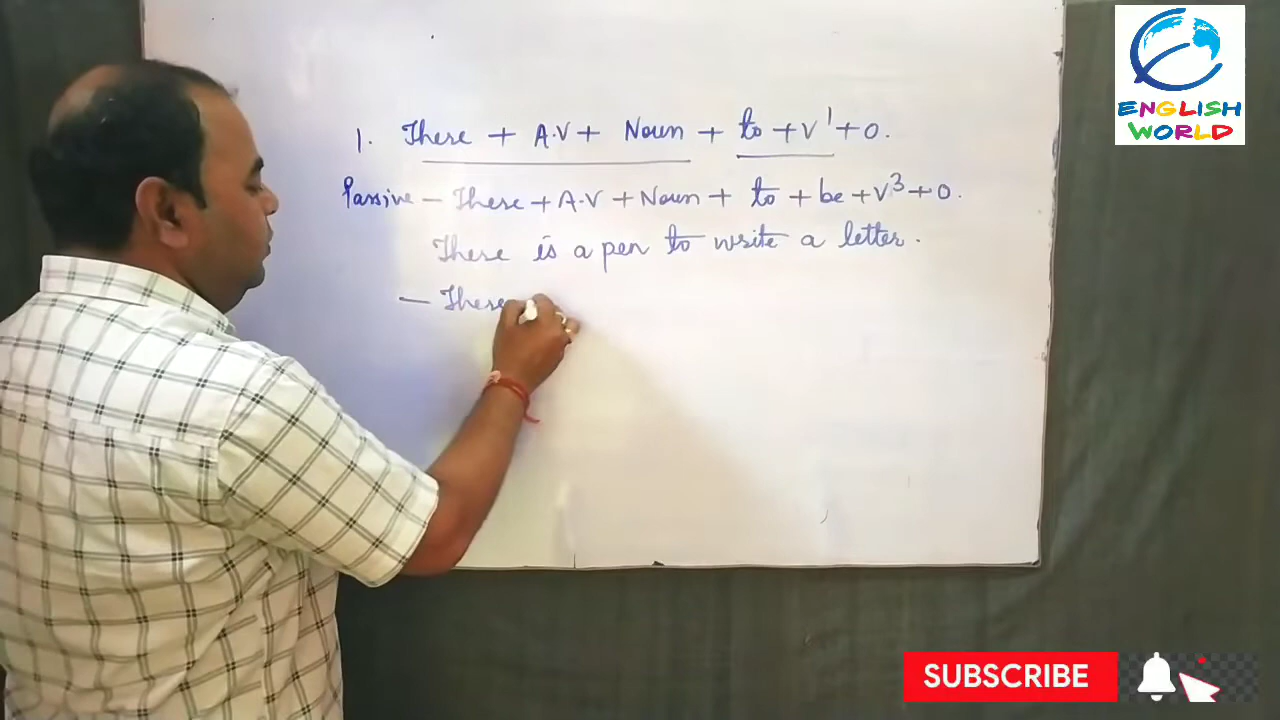 1. There + A.V + Noun + to + V¹ + O.
Passive – There + A.V + Noun + to + be + V³ + O.
There is a pen to write a letter.
– There
ENGLISH
WORLD
SUBSCRIBE